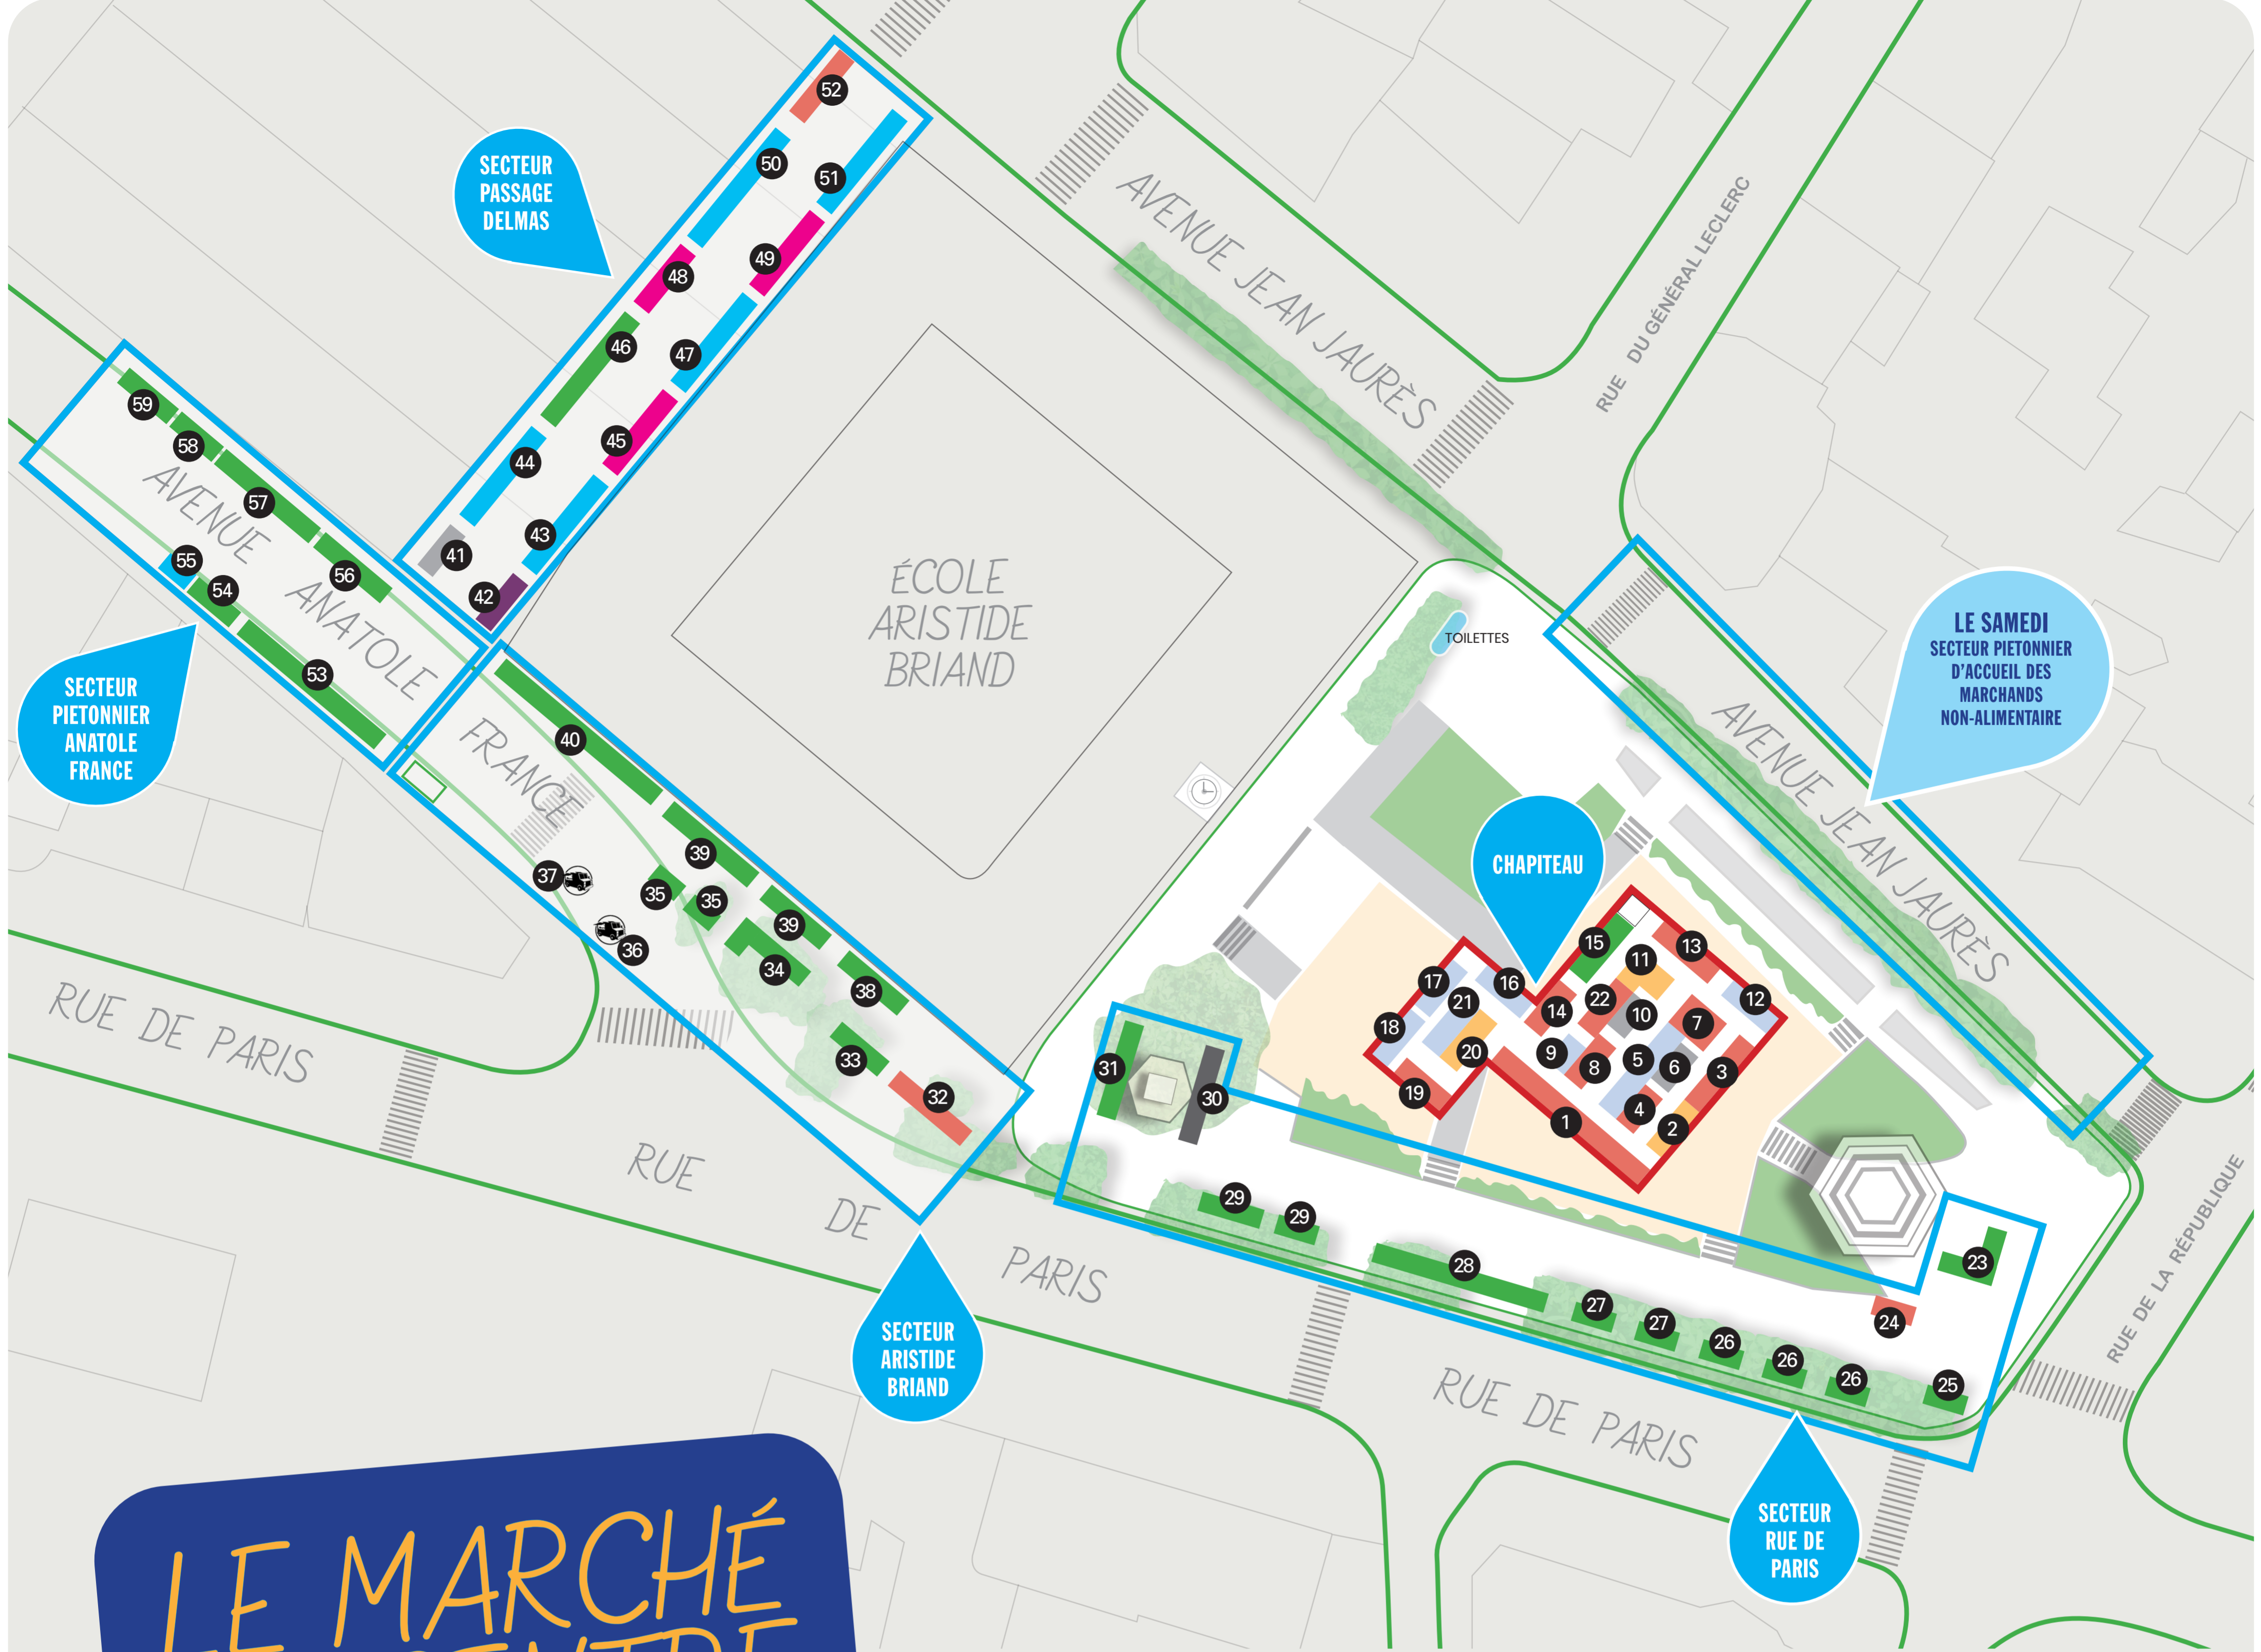 52
50
51
SECTEUR
PASSAGE
DELMAS
48
49
46
47
45
44
43
41
42
AVENUE JEAN JAURÈS
RUE DU GÉNÉRAL LECLERC
59
58
57
56
55
54
53
AVENUE
ANATOLE
FRANCE
SECTEUR
PIETONNIER
ANATOLE
FRANCE
ÉCOLE
ARISTIDE
BRIAND
TOILETTES
LE SAMEDI
SECTEUR PIETONNIER
D'ACCUEIL DES
MARCHANDS
NON-ALIMENTAIRE
AVENUE JEAN JAURÈS
CHAPITEAU
40
39
39
38
37
36
35
35
34
33
32
15
13
11
12
17
16
21
14
22
10
7
18
20
9
8
5
6
3
19
4
2
1
31
30
29
29
28
27
27
26
26
26
25
24
23
RUE DE PARIS
RUE
DE
PARIS
RUE DE PARIS
RUE DE LA RÉPUBLIQUE
SECTEUR
ARISTIDE
BRIAND
SECTEUR
RUE DE
PARIS
LE MARCHÉ